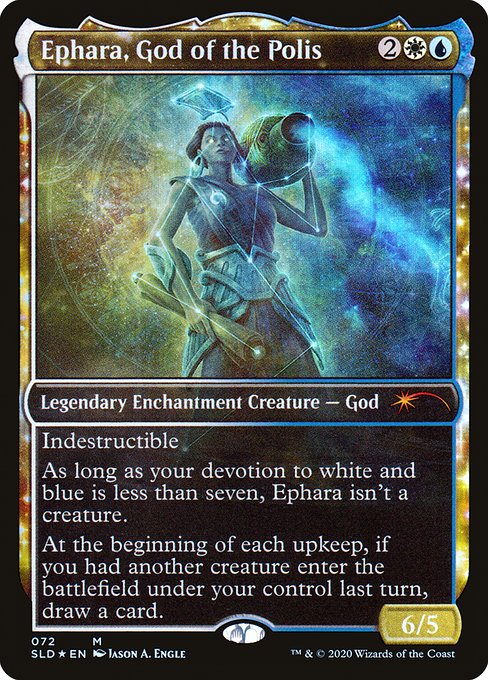 Ephara, God of the Polis 2
Legendary Enchantment Creature — God
Indestructible
As long as your devotion to white and
blue is less than seven, Ephara isn't a
creature.
At the beginning of each upkeep, if
you had another creature enter the
battlefield under your control last turn,
draw a card.
6/5
072 M
SLD ★ EN Jason A. Engle
™ & © 2020 Wizards of the Coast